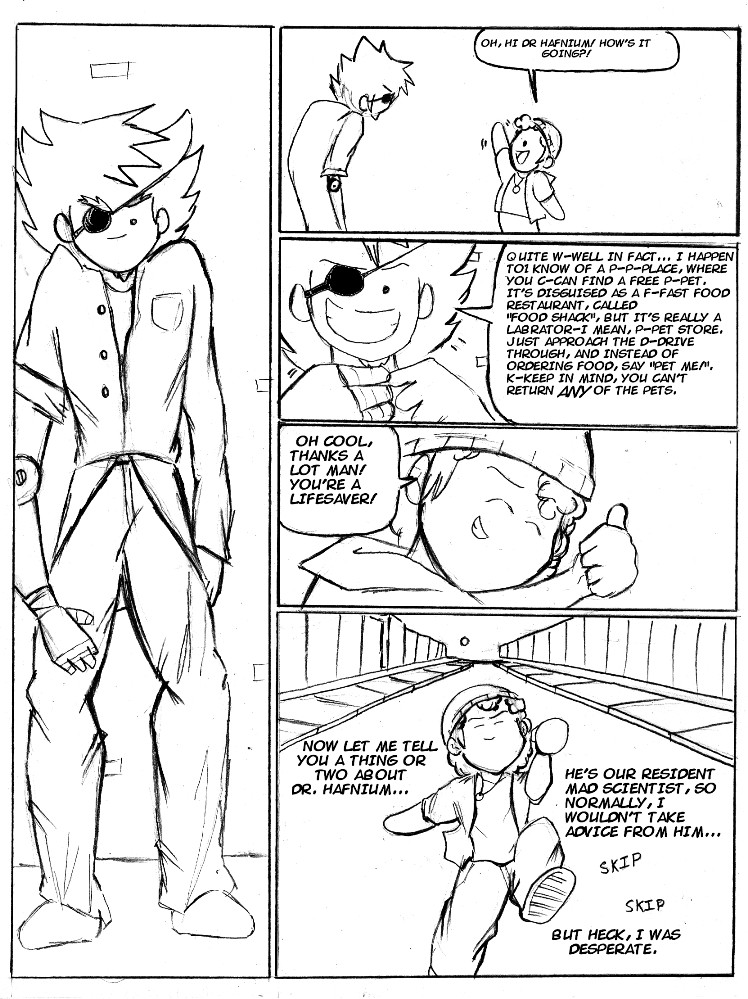 OH, HI DR HAFNIUM! HOW'S IT
GOING?!
QUITE W-WELL IN FACT... I HAPPEN
TO1 KNOW OF A P-P-PLACE, WHERE
YOU C-CAN FIND A FREE P-PET.
IT'S DISGUISED AS A F-FAST FOOD
RESTAURANT, CALLED
"FOOD SHACK", BUT IT'S REALLY A
LABRATOR-I MEAN, P-PET STORE.
JUST APPROACH THE D-DRIVE
THROUGH, AND INSTEAD OF
ORDERING FOOD, SAY "PET ME!".
K-KEEP IN MIND, YOU CAN'T
RETURN ANY OF THE PETS.
OH COOL,
THANKS A
LOT MAN!
YOU'RE A
LIFESAVER!
NOW LET ME TELL
YOU A THING OR
TWO ABOUT
DR. HAFNIUM...
HE'S OUR RESIDENT
MAD SCIENTIST, SO
NORMALLY, I
WOULDN'T TAKE
ADVICE FROM HIM...
SKIP
SKIP
BUT HECK, I WAS
DESPERATE.